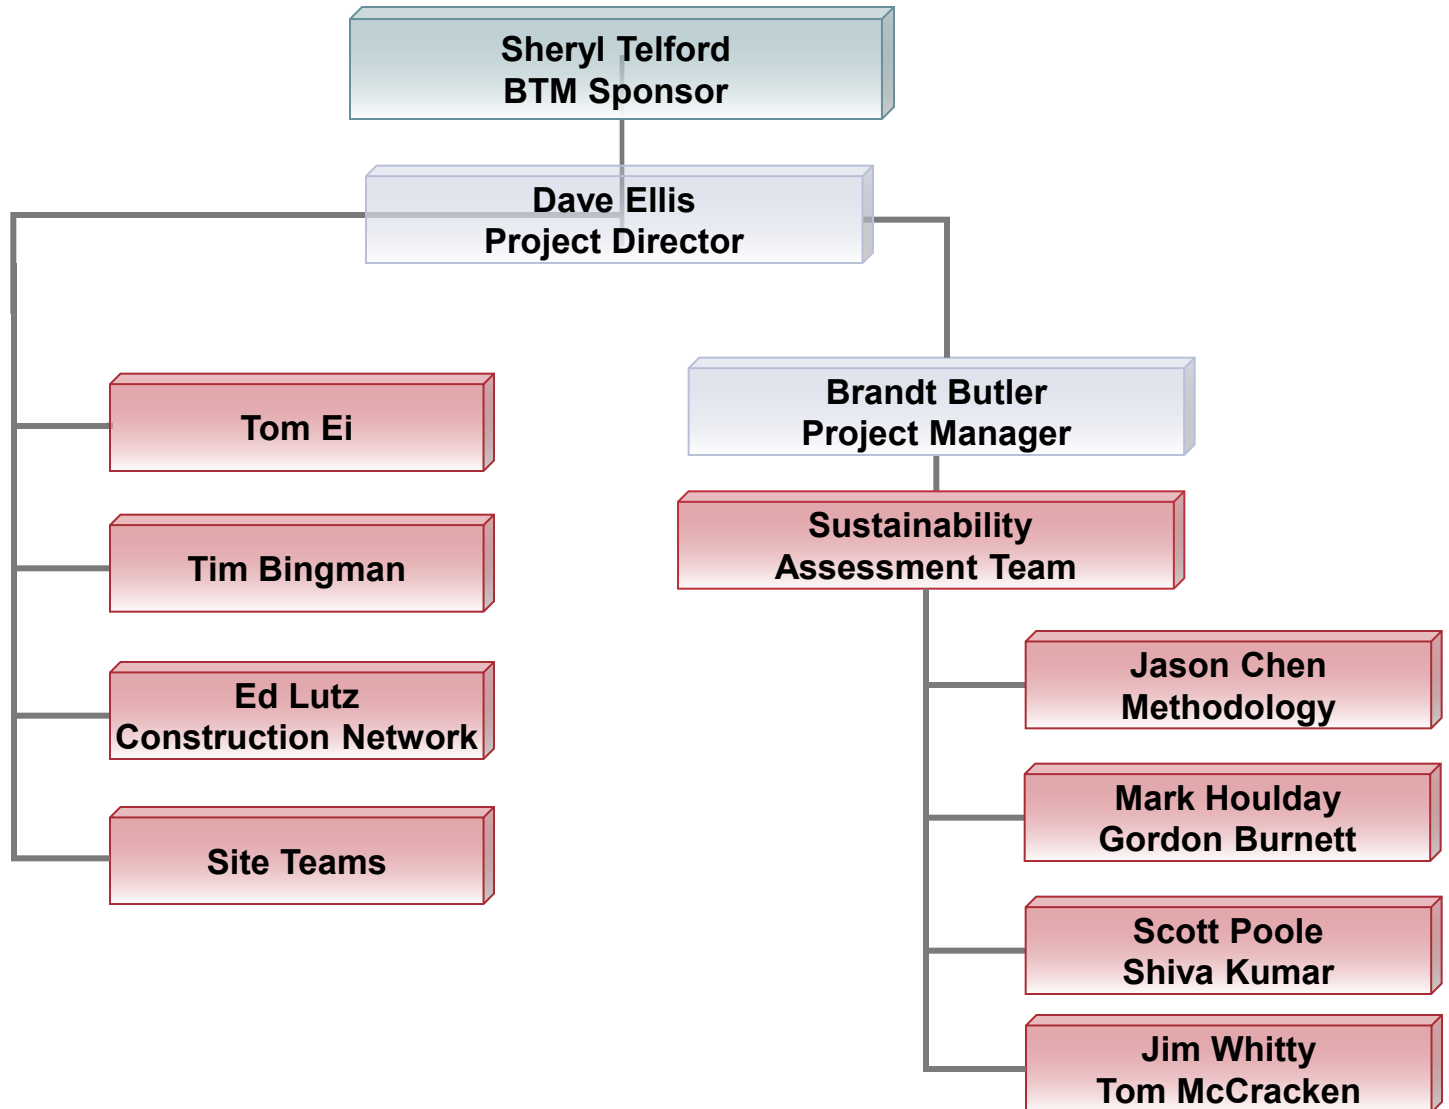 Sheryl Telford
BTM Sponsor
Dave Ellis
Project Director
Tom Ei
Tim Bingman
Ed Lutz
Construction Network
Site Teams
Brandt Butler
Project Manager
Sustainability
Assessment Team
Jason Chen
Methodology
Mark Houlday
Gordon Burnett
Scott Poole
Shiva Kumar
Jim Whitty
Tom McCracken